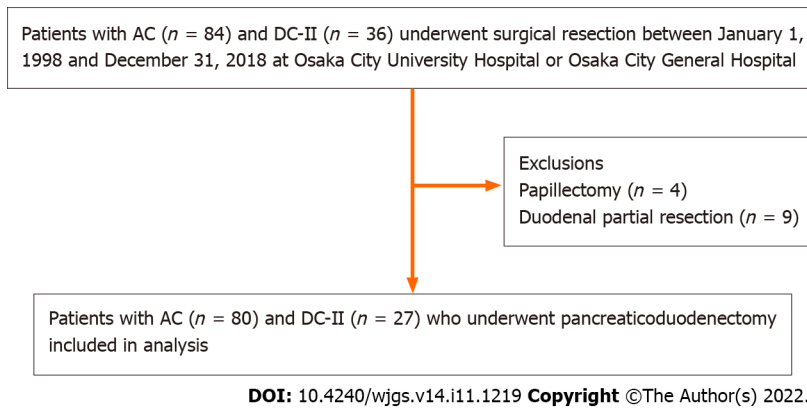 Patients with AC (n = 84) and DC-II (n = 36) underwent surgical resection between January 1,
1998 and December 31, 2018 at Osaka City University Hospital or Osaka City General Hospital
Exclusions
Papillectomy (n = 4)
Duodenal partial resection (n = 9)
Patients with AC (n = 80) and DC-II (n = 27) who underwent pancreaticoduodenectomy
included in analysis
DOI: 10.4240/wjgs.v14.i11.1219 Copyright ©The Author(s) 2022.